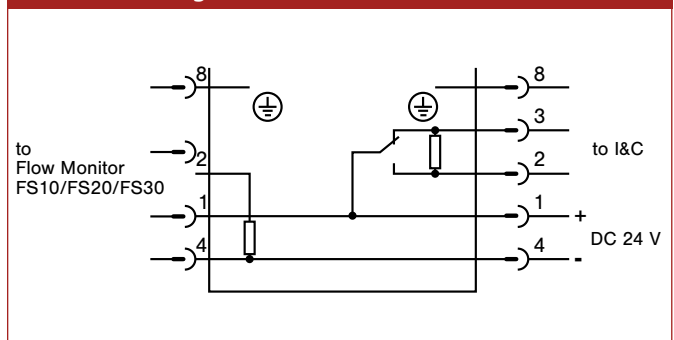 8
2
1
4
to
Flow Monitor
FS10/FS20/FS30
8
3
2
1
4
to I&C
+
DC 24 V
-